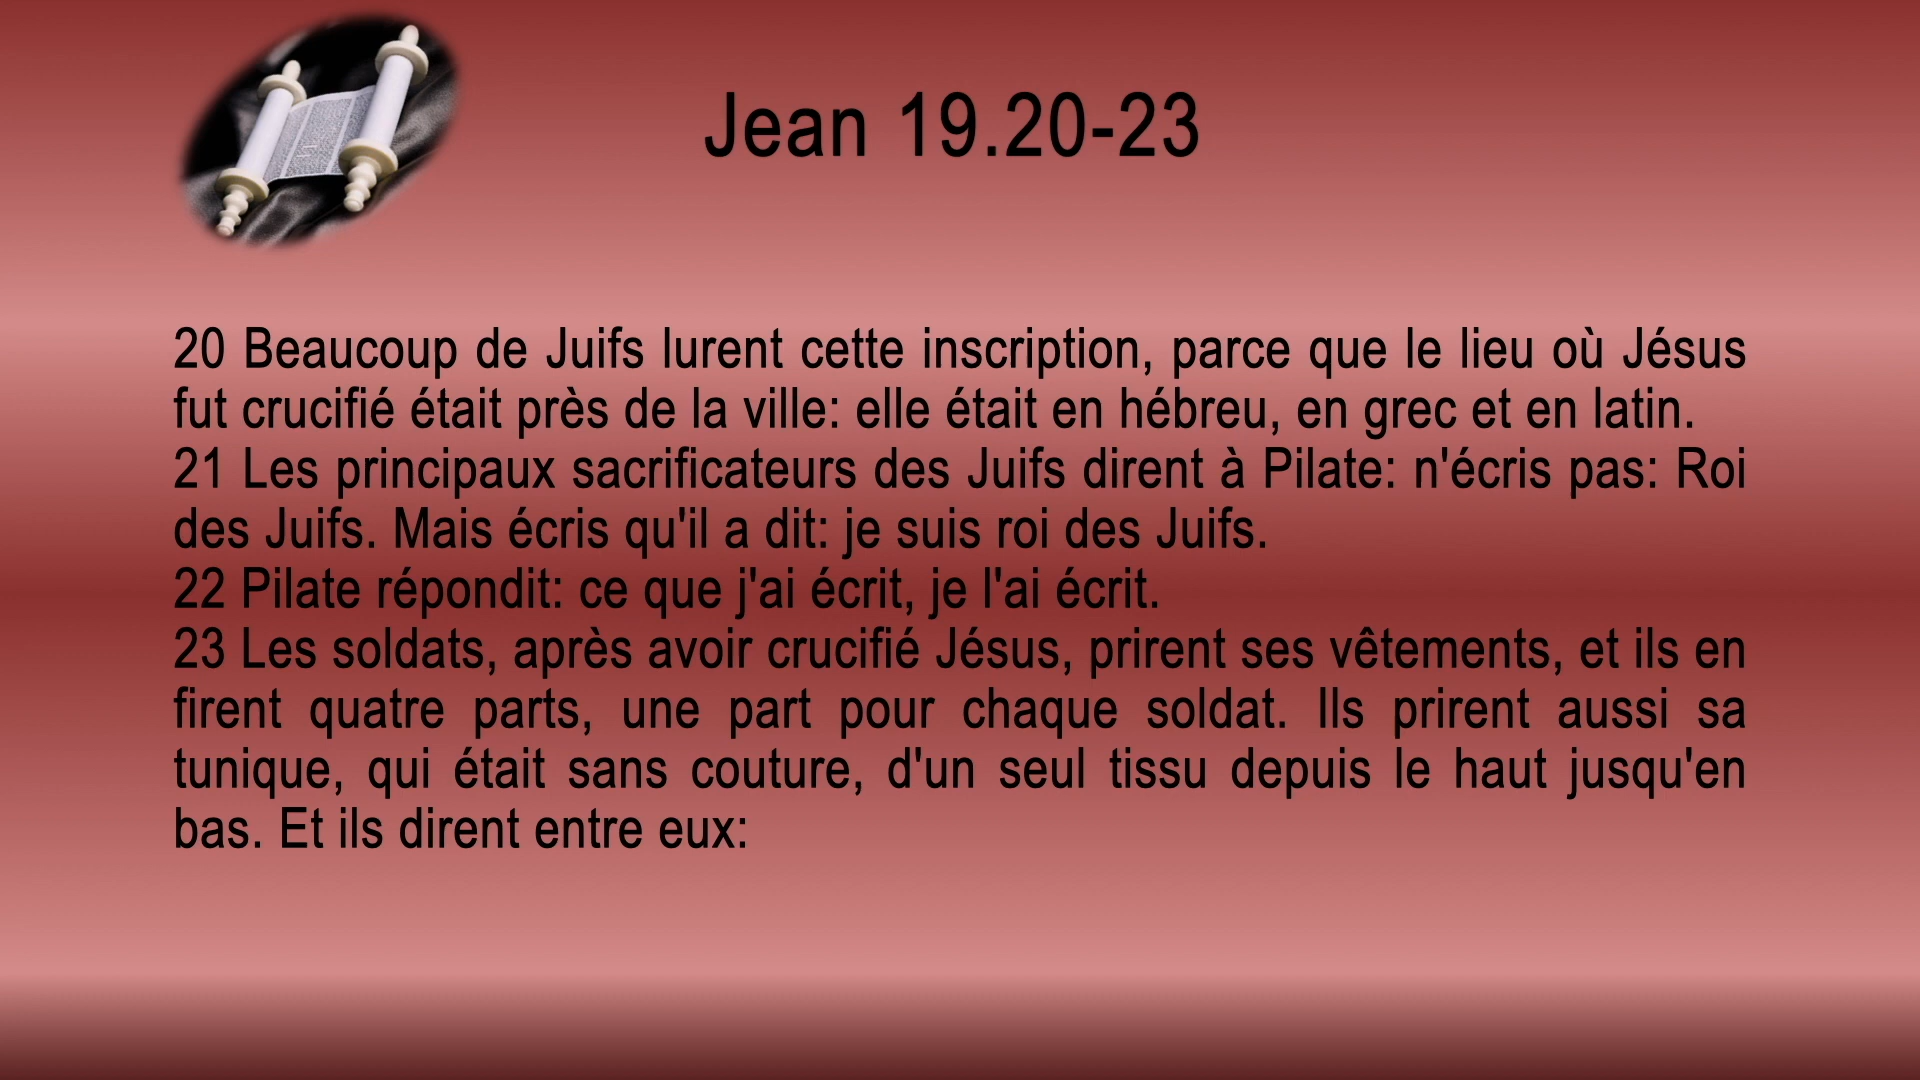 Jean 19.20-23
20 Beaucoup de Juifs lurent cette inscription, parce que le lieu où Jésus
fut crucifié était près de la ville: elle était en hébreu, en grec et en latin.
21 Les principaux sacrificateurs des Juifs dirent à Pilate: n'écris pas: Roi
des Juifs. Mais écris qu'il a dit: je suis roi des Juifs.
22 Pilate répondit: ce que j'ai écrit, je l'ai écrit.
23 Les soldats, après avoir crucifié Jésus, prirent ses vêtements, et ils en
firent quatre parts, une part pour chaque soldat. Ils prirent aussi sa
tunique, qui était sans couture, d'un seul tissu depuis le haut jusqu'en
bas. Et ils dirent entre eux: